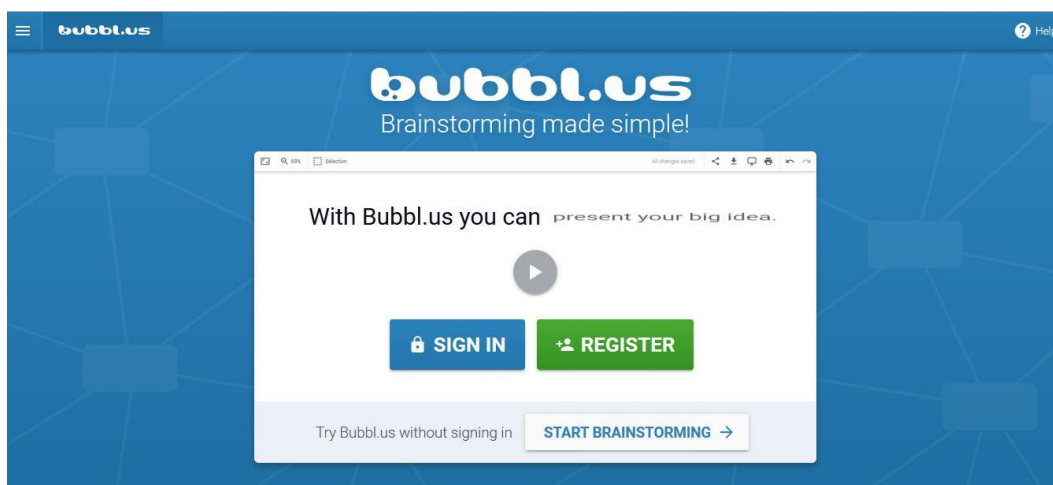 bubbl.us
Help
bubbl.us
Brainstorming made simple!
69% Selection All changes saved
With Bubbl.us you can present your big idea.
SIGN IN REGISTER
Try Bubbl.us without signing in START BRAINSTORMING →